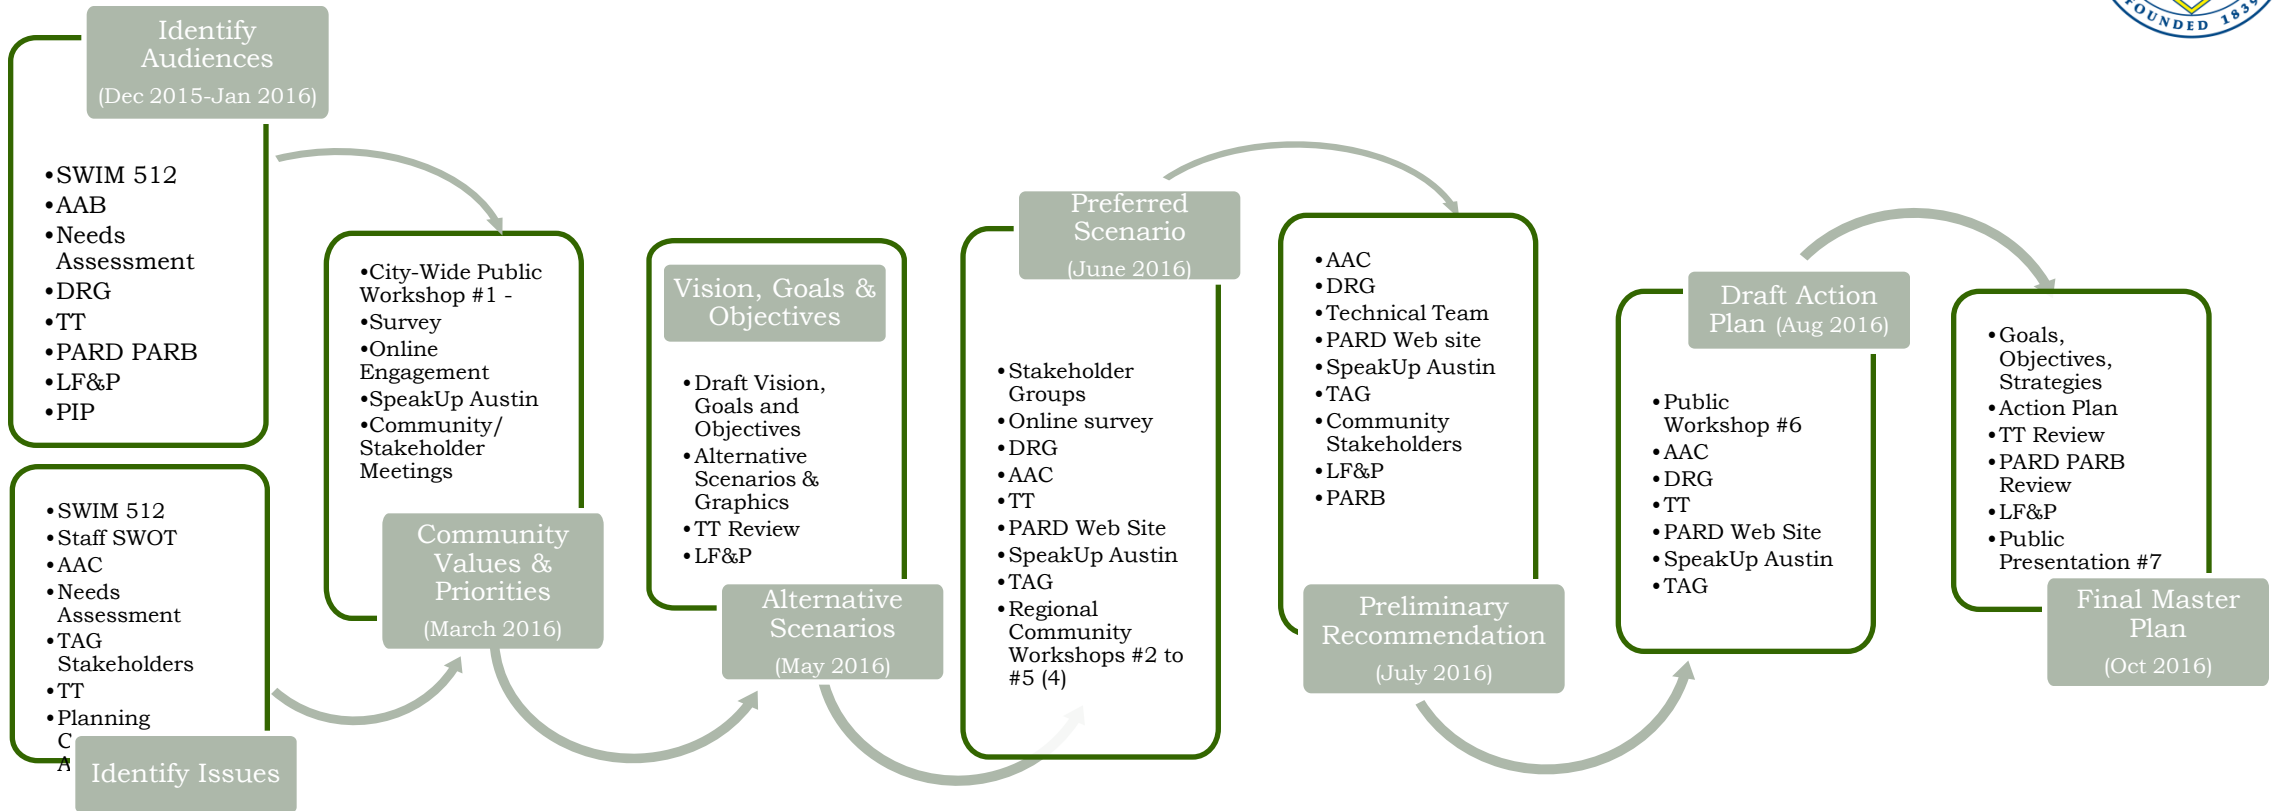 FOUNDED 1839
Identify
Audiences
(Dec 2015-Jan 2016)
•SWIM 512
•AAB
•Needs
Assessment
•DRG
•TT
•PARD PARB
•LF&P
•PIP
•SWIM 512
•Staff SWOT
•AAC
•Needs
Assessment
•TAG
Stakeholders
•TT
•Planning
Identify Issues
•City-Wide Public
Workshop #1 -
•Survey
•Online
Engagement
•SpeakUp Austin
•Community/
Stakeholder
Meetings
Community
Values &
Priorities
(March 2016)
Vision, Goals &
Objectives
•Draft Vision,
Goals and
Objectives
•Alternative
Scenarios &
Graphics
•TT Review
•LF&P
Alternative
Scenarios
(May 2016)
Preferred
Scenario
(June 2016)
•Stakeholder
Groups
•Online survey
•DRG
•AAC
•TT
•PARD Web Site
•SpeakUp Austin
•TAG
•Regional
Community
Workshops #2 to
#5 (4)
•AAC
•DRG
•Technical Team
•PARD Web site
•SpeakUp Austin
•TAG
•Community
Stakeholders
•LF&P
•PARB
Preliminary
Recommendation
(July 2016)
Draft Action
Plan (Aug 2016)
•Public
Workshop #6
•AAC
•DRG
•TT
•PARD Web Site
•SpeakUp Austin
•TAG
•Goals,
Objectives,
Strategies
•Action Plan
•TT Review
•PARD PARB
Review
•LF&P
•Public
Presentation #7
Final Master
Plan
(Oct 2016)